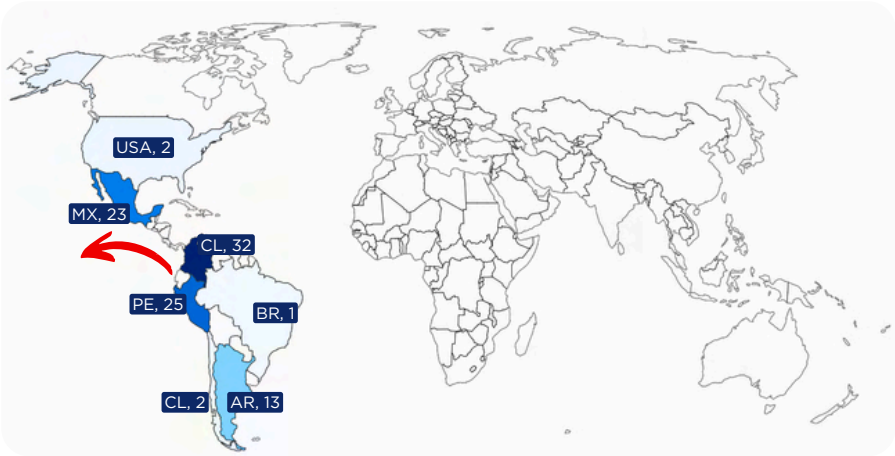 USA, 2
MX, 23
CL, 32
PE, 25
BR, 1
CL, 2
AR, 13